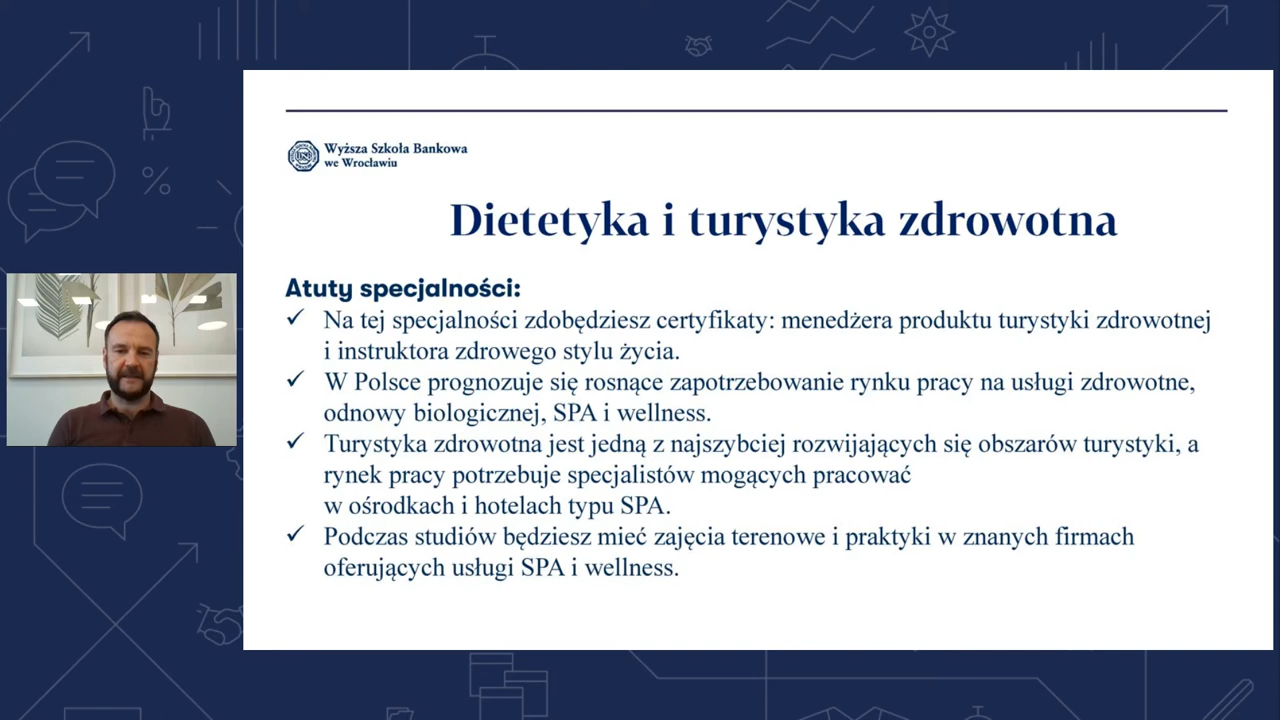 Wyższa Szkoła Bankowa
we Wrocławiu
Dietetyka i turystyka zdrowotna
Atuty specjalności:
✓ Na tej specjalności zdobędziesz certyfikaty: menedżera produktu turystyki zdrowotnej
i instruktora zdrowego stylu życia.
✓ W Polsce prognozuje się rosnące zapotrzebowanie rynku pracy na usługi zdrowotne,
odnowy biologicznej, SPA i wellness.
✓ Turystyka zdrowotna jest jedną z najszybciej rozwijających się obszarów turystyki, a
rynek pracy potrzebuje specjalistów mogących pracować
w ośrodkach i hotelach typu SPA.
✓ Podczas studiów będziesz mieć zajęcia terenowe i praktyki w znanych firmach
oferujących usługi SPA i wellness.